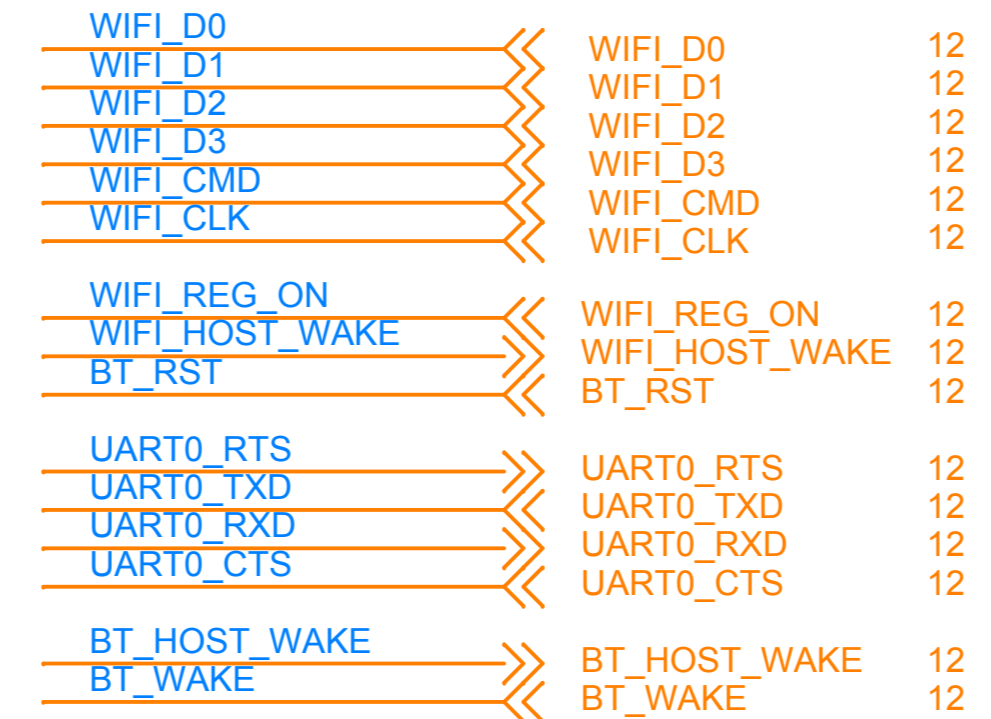 WIFI_D0 WIFI_D0 12
WIFI_D1 WIFI_D1 12
WIFI_D2 WIFI_D2 12
WIFI_D3 WIFI_D3 12
WIFI_CMD WIFI_CMD 12
WIFI_CLK WIFI_CLK 12
WIFI_REG_ON WIFI_REG_ON 12
WIFI_HOST_WAKE WIFI_HOST_WAKE 12
BT_RST BT_RST 12
UART0_RTS UART0_RTS 12
UART0_TXD UART0_TXD 12
UART0_RXD UART0_RXD 12
UART0_CTS UART0_CTS 12
BT_HOST_WAKE BT_HOST_WAKE 12
BT_WAKE BT_WAKE 12